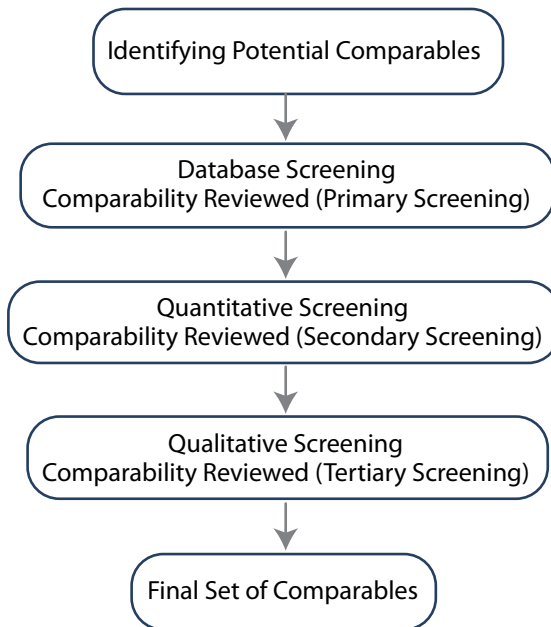 Identifying Potential Comparables
Database Screening
Comparability Reviewed (Primary Screening)
Quantitative Screening
Comparability Reviewed (Secondary Screening)
Qualitative Screening
Comparability Reviewed (Tertiary Screening)
Final Set of Comparables